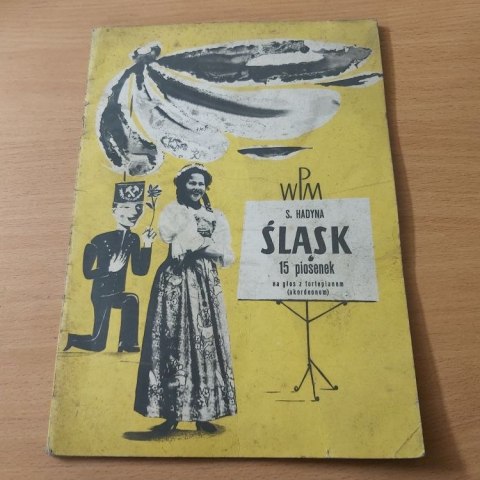 WPM
S. HADYNA
ŚLĄSK
15 piosenek
na głos z fortepianem
(akordeonem)